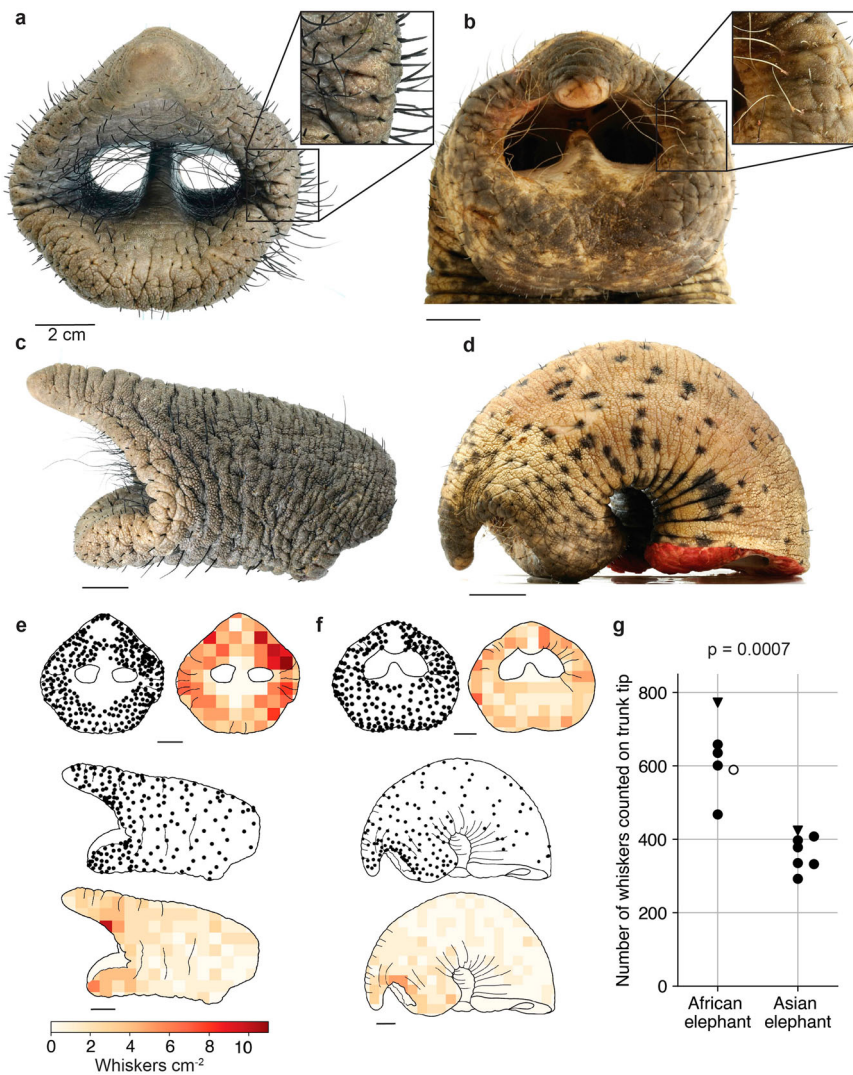 a
b
2 cm
c
d
e
f
g
p = 0.0007
Number of whiskers counted on trunk tip
800
600
400
200
0
African
elephant
Asian
elephant
0
2
4
6
8
10
Whiskers cm⁻²